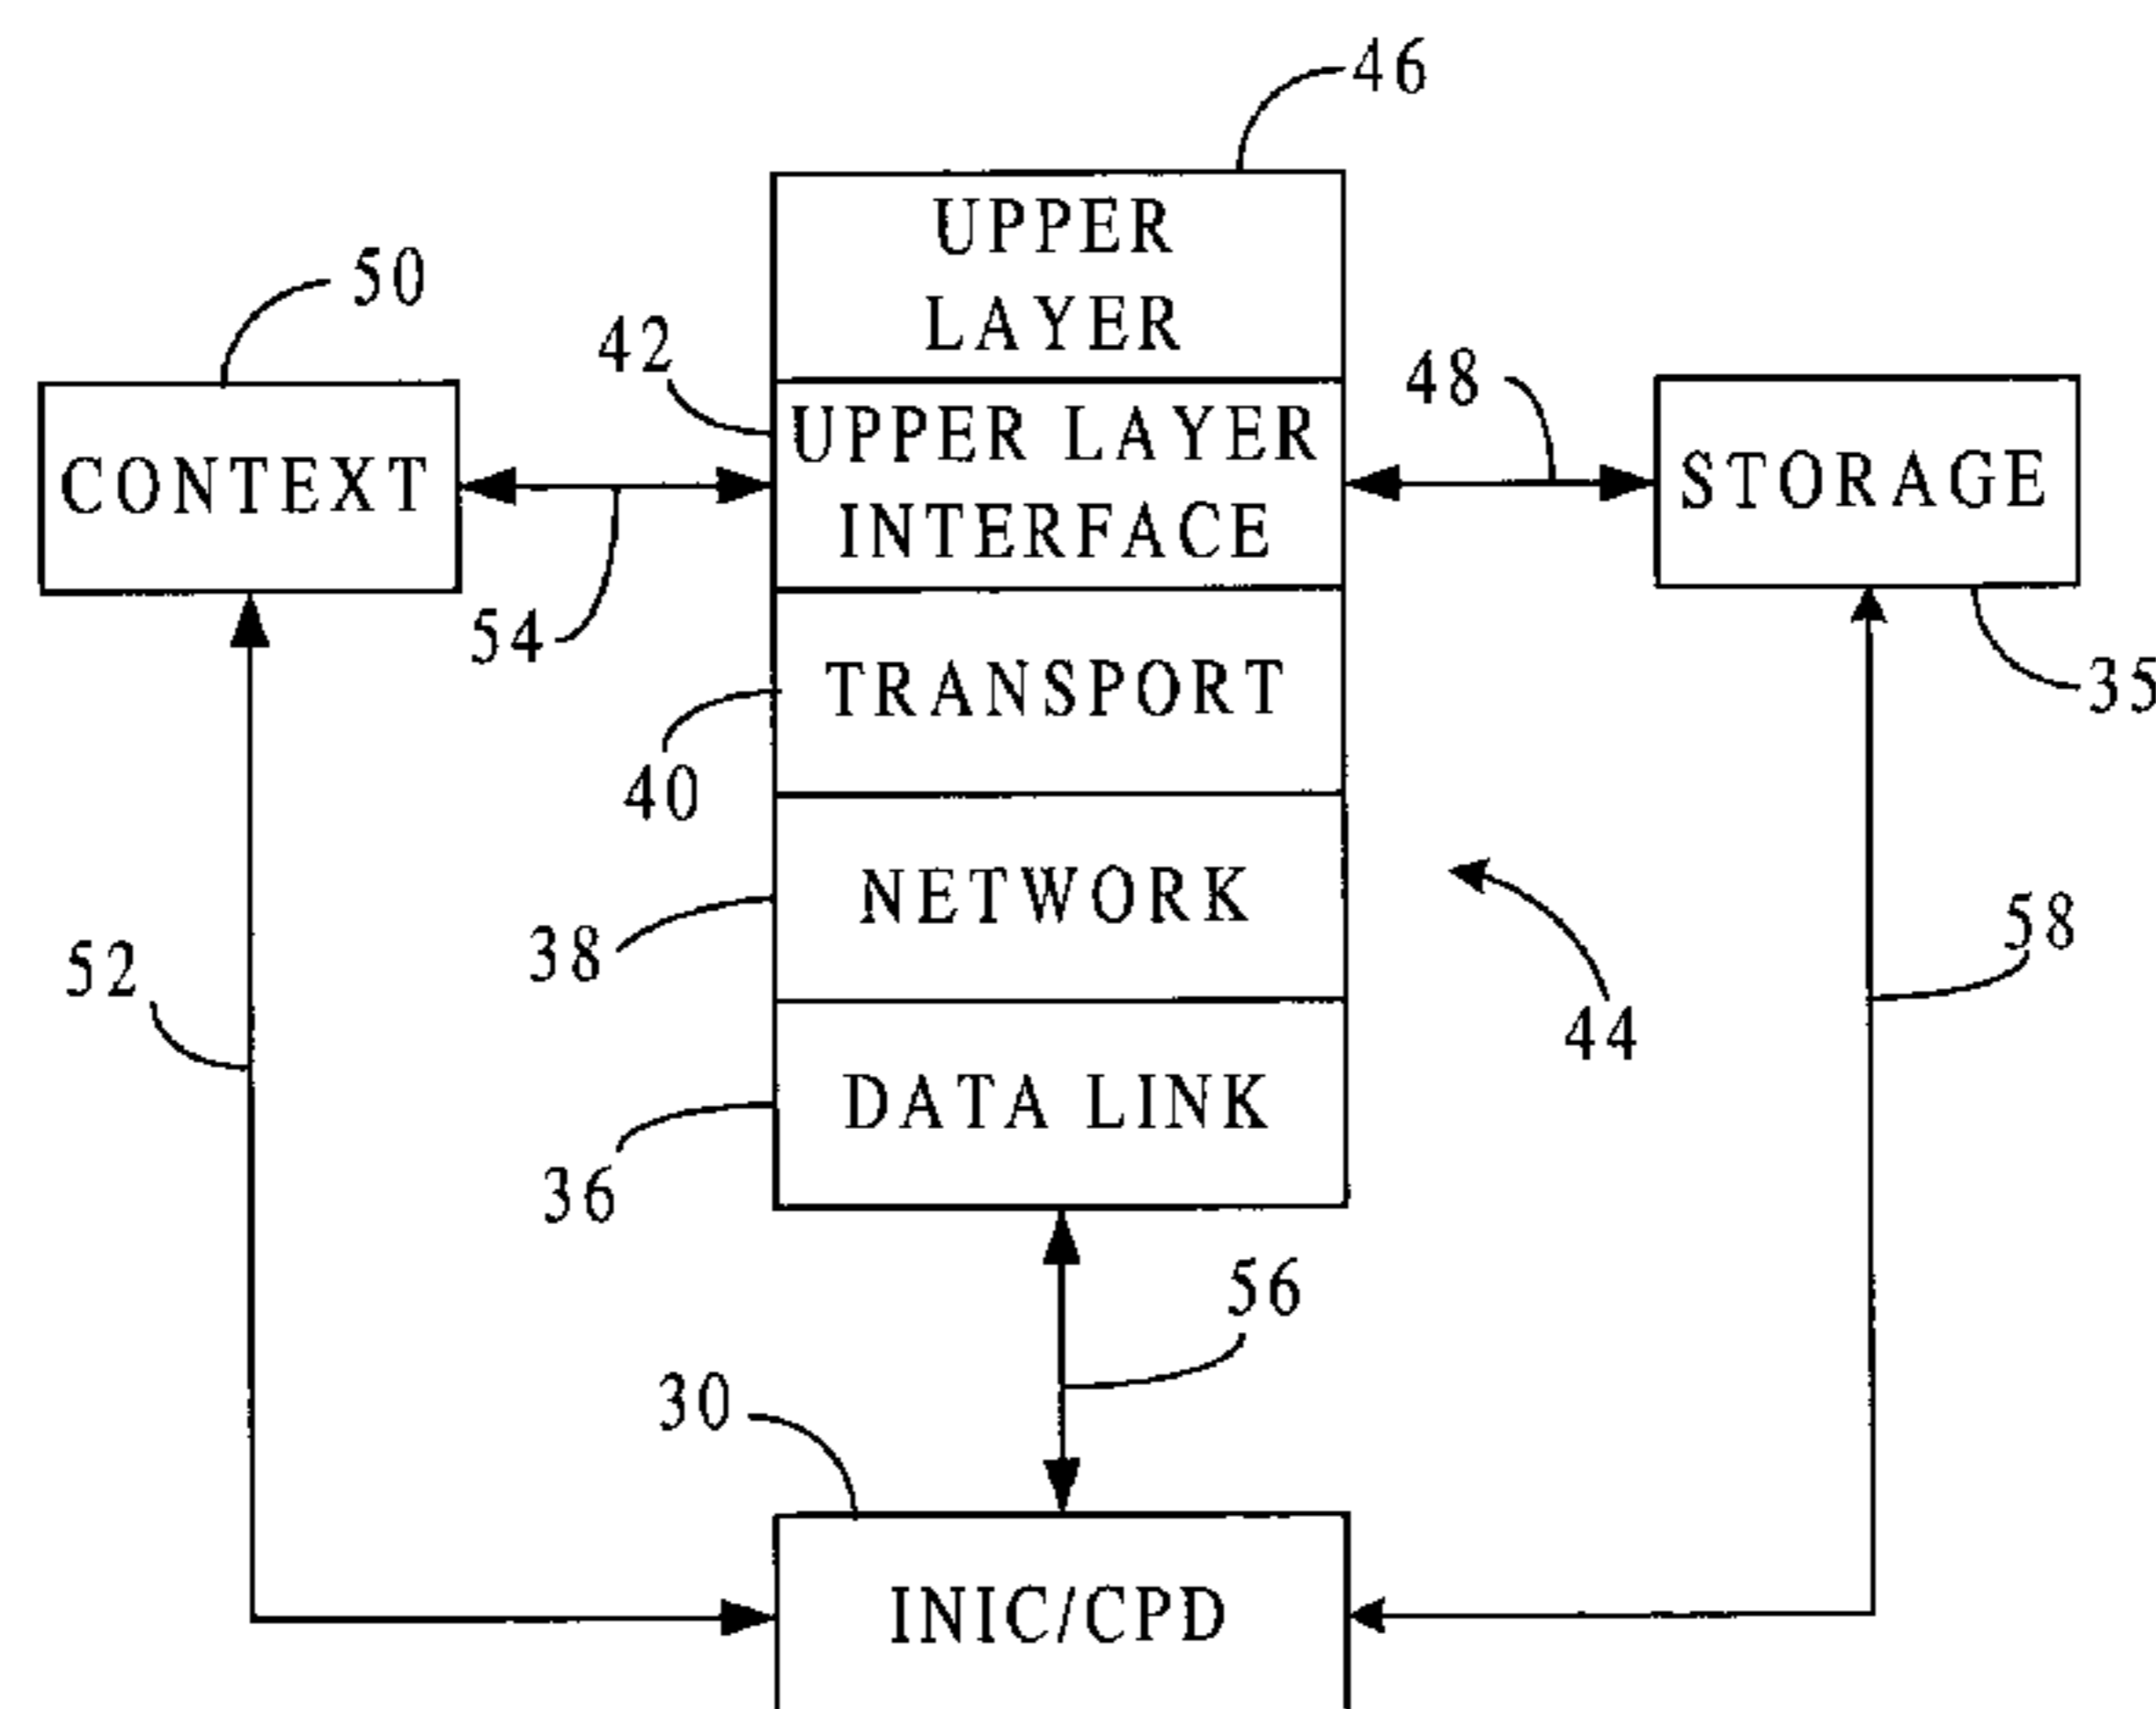 46
UPPER
LAYER
50
42
48
UPPER LAYER
INTERFACE
CONTEXT
STORAGE
54
35
TRANSPORT
40
NETWORK
38
52
58
44
DATA LINK
36
56
30
INIC/CPD